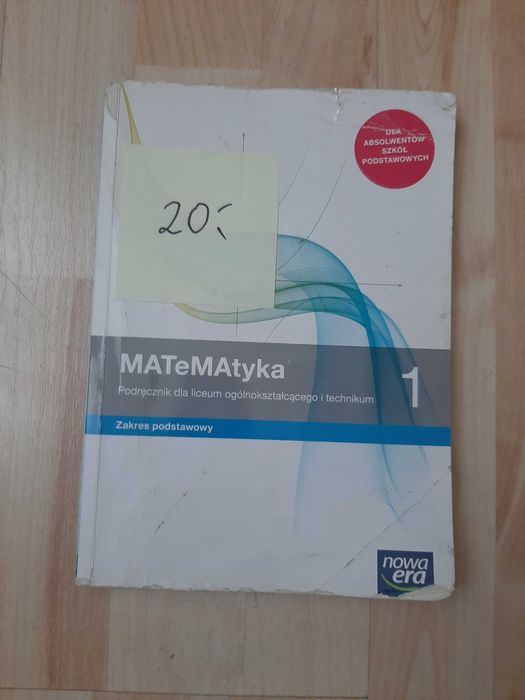 DLA
ABSOLWENTÓW
SZKÓŁ
PODSTAWOWYCH
20,-
MATeMAtyka 1
Podręcznik dla liceum ogólnokształcącego i technikum
Zakres podstawowy
nowa
era